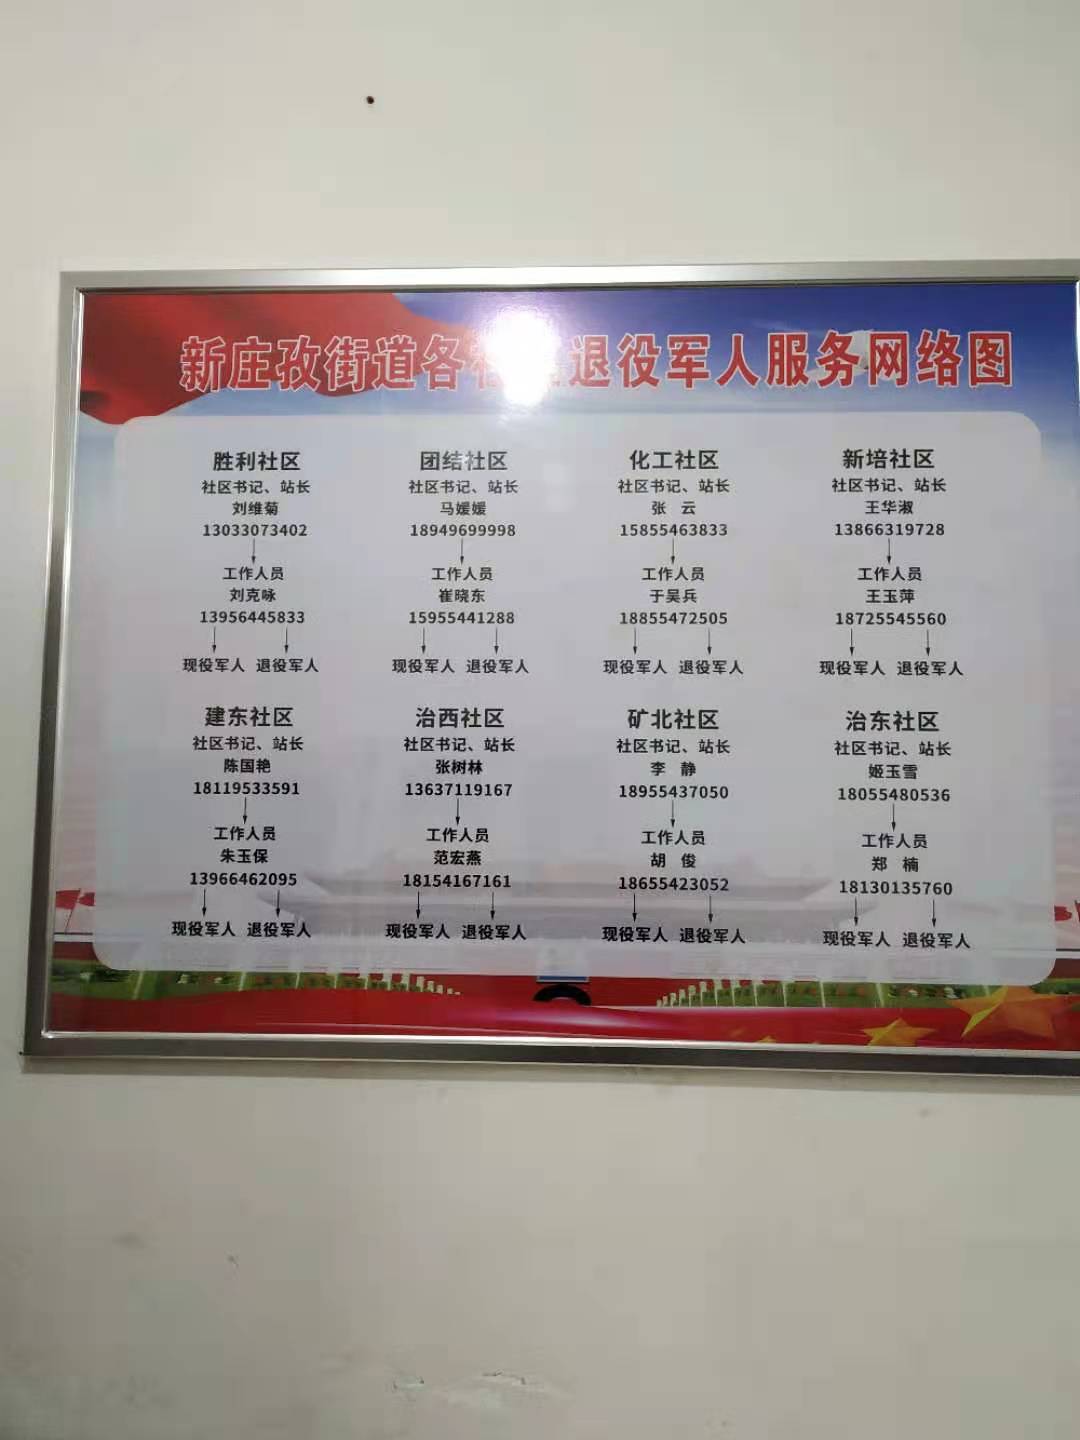 新庄孜街道各社区退役军人服务网络图
胜利社区
社区书记、站长
刘维菊
13033073402
工作人员
刘克咏
13956445833
现役军人 退役军人
团结社区
社区书记、站长
马媛媛
18949699998
工作人员
崔晓东
15955441288
现役军人 退役军人
化工社区
社区书记、站长
张 云
15855463833
工作人员
于吴兵
18855472505
现役军人 退役军人
新培社区
社区书记、站长
王华淑
13866319728
工作人员
王玉萍
18725545560
现役军人 退役军人
建东社区
社区书记、站长
陈国艳
18119533591
工作人员
朱玉保
13966462095
现役军人 退役军人
治西社区
社区书记、站长
张树林
13637119167
工作人员
范宏燕
18154167161
现役军人 退役军人
矿北社区
社区书记、站长
李 静
18955437050
工作人员
胡 俊
18655423052
现役军人 退役军人
治东社区
社区书记、站长
姬玉雪
18055480536
工作人员
郑 楠
18130135760
现役军人 退役军人